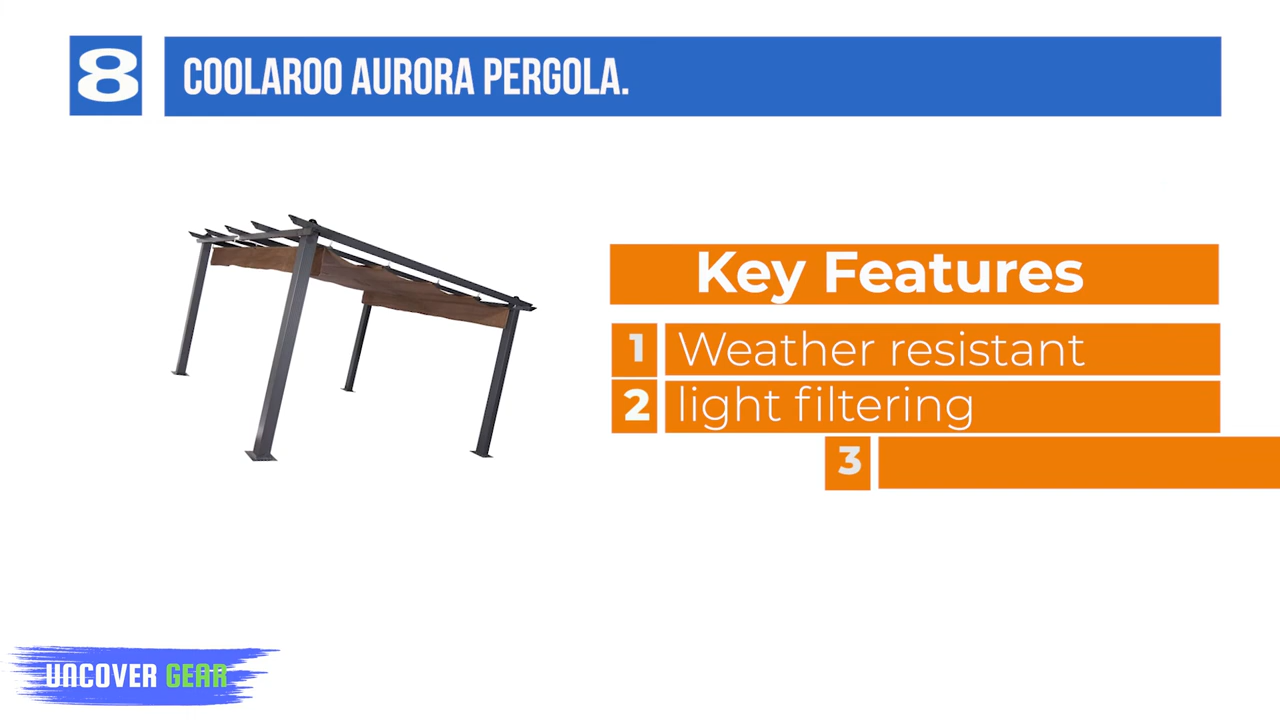 8 COOLAROO AURORA PERGOLA.
Key Features
1 Weather resistant
2 light filtering
3
UNCOVER GEAR